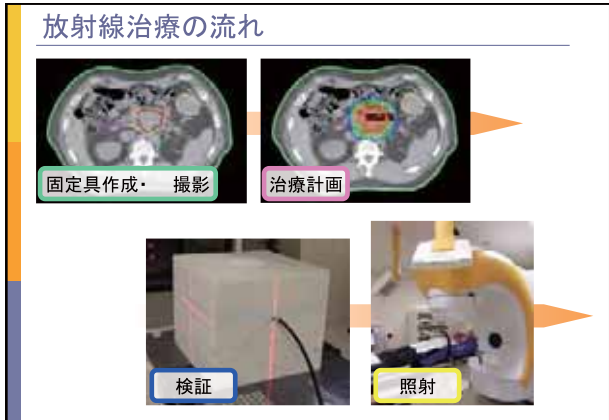 放射線治療の流れ
固定具作成・　撮影
治療計画
検証
照射